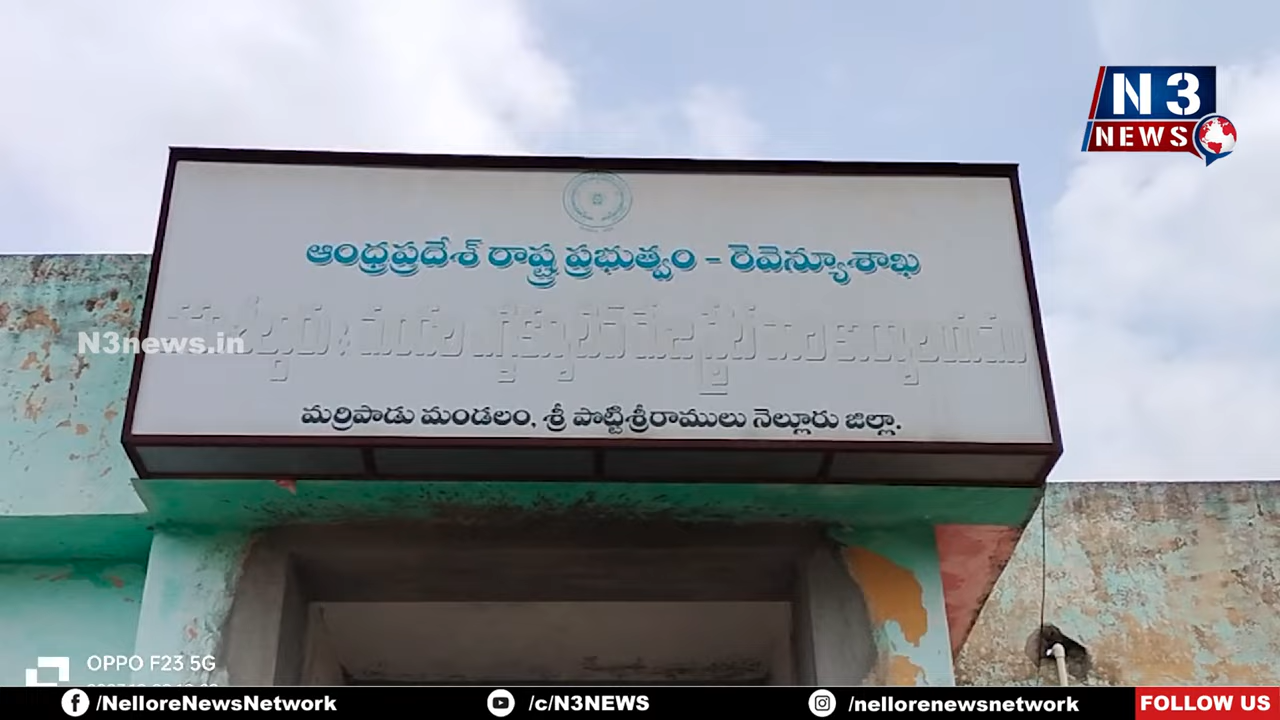 N3
NEWS
ఆంధ్రప్రదేశ్ రాష్ట్ర ప్రభుత్వం - రెవెన్యూశాఖ
N3news.in
మర్రిపాడు మండలం, శ్రీ పొట్టిశ్రీరాములు నెల్లూరు జిల్లా.
OPPO F23 5G
/NelloreNewsNetwork
/c/N3NEWS
/nellorenewsnetwork
FOLLOW US